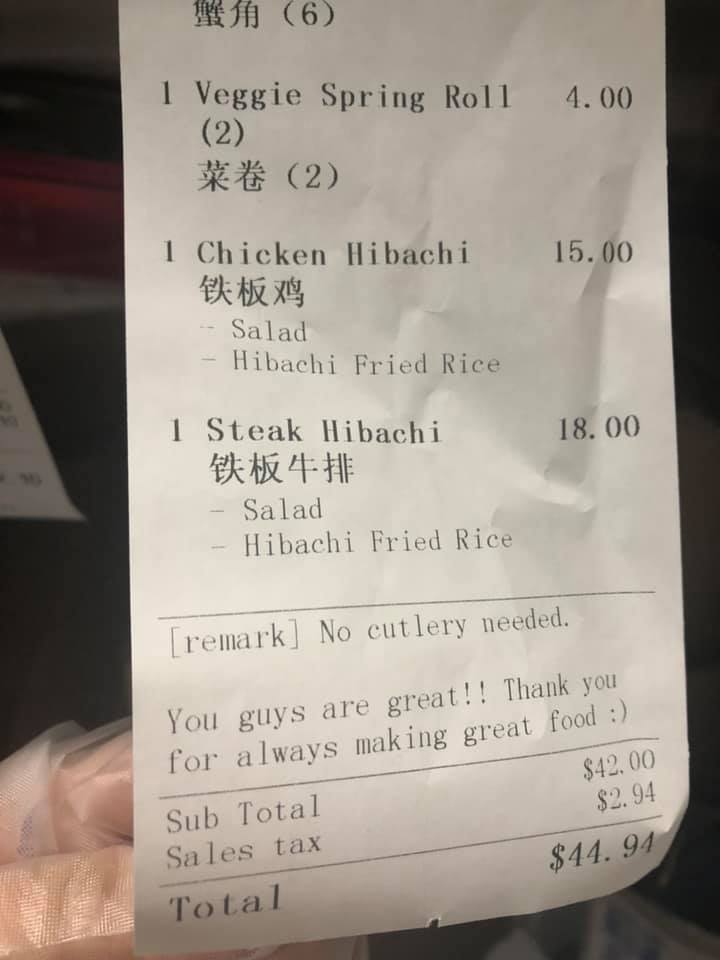 蟹角 (6)
1 Veggie Spring Roll 4.00
(2)
菜卷 (2)
1 Chicken Hibachi 15.00
铁板鸡
- Salad
- Hibachi Fried Rice
1 Steak Hibachi 18.00
铁板牛排
- Salad
- Hibachi Fried Rice
[remark] No cutlery needed.
You guys are great!! Thank you
for always making great food :)
Sub Total $42.00
Sales tax $2.94
Total $44.94